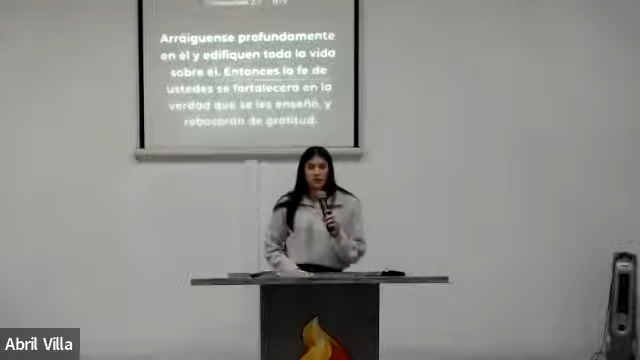 Arráiguense profundamente
en él y edifiquen toda la vida
sobre él. Entonces la fe de
ustedes se fortalecerá en la
verdad que se les enseñó, y
rebosarán de gratitud.
Abril Villa